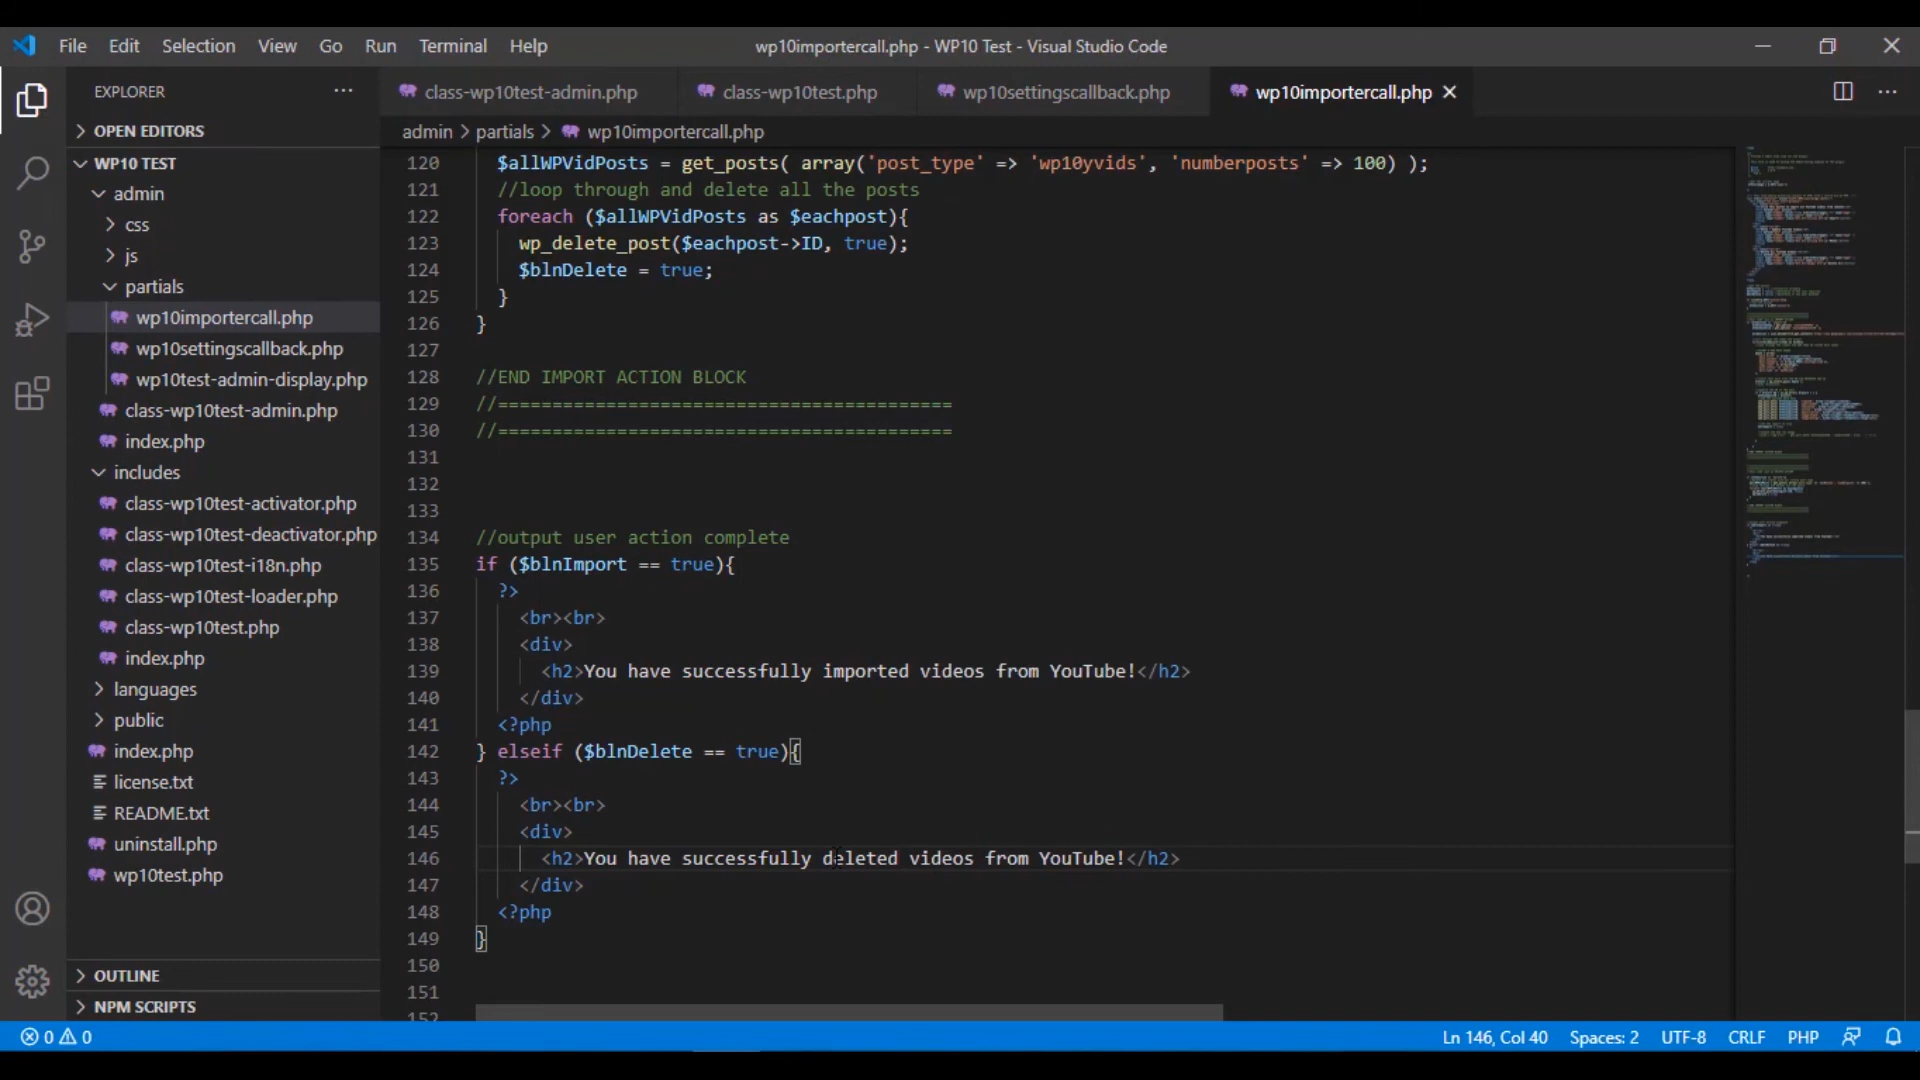 File Edit Selection View Go Run Terminal Help
wp10importercall.php - WP10 Test - Visual Studio Code
EXPLORER
OPEN EDITORS
WP10 TEST
admin
css
js
partials
wp10importercall.php
wp10settingscallback.php
wp10test-admin-display.php
class-wp10test-admin.php
index.php
includes
class-wp10test-activator.php
class-wp10test-deactivator.php
class-wp10test-i18n.php
class-wp10test-loader.php
class-wp10test.php
index.php
languages
public
index.php
license.txt
README.txt
uninstall.php
wp10test.php
OUTLINE
NPM SCRIPTS
class-wp10test-admin.php class-wp10test.php wp10settingscallback.php wp10importercall.php
admin > partials > wp10importercall.php
120 $allWPVidPosts = get_posts( array('post_type' => 'wp10yvids', 'numberposts' => 100) );
121 //loop through and delete all the posts
122 foreach ($allWPVidPosts as $eachpost){
123 wp_delete_post($eachpost->ID, true);
124 $blnDelete = true;
125 }
126 }
127
128 //END IMPORT ACTION BLOCK
129 //==========================================
130 //==========================================
131
132
133
134 //output user action complete
135 if ($blnImport == true){
136 ?>
137 <br><br>
138 <div>
139 <h2>You have successfully imported videos from YouTube!</h2>
140 </div>
141 <?php
142 } elseif ($blnDelete == true){
143 ?>
144 <br><br>
145 <div>
146 <h2>You have successfully deleted videos from YouTube!</h2>
147 </div>
148 <?php
149 }
150
151
152
0 0
Ln 146, Col 40 Spaces: 2 UTF-8 CRLF PHP